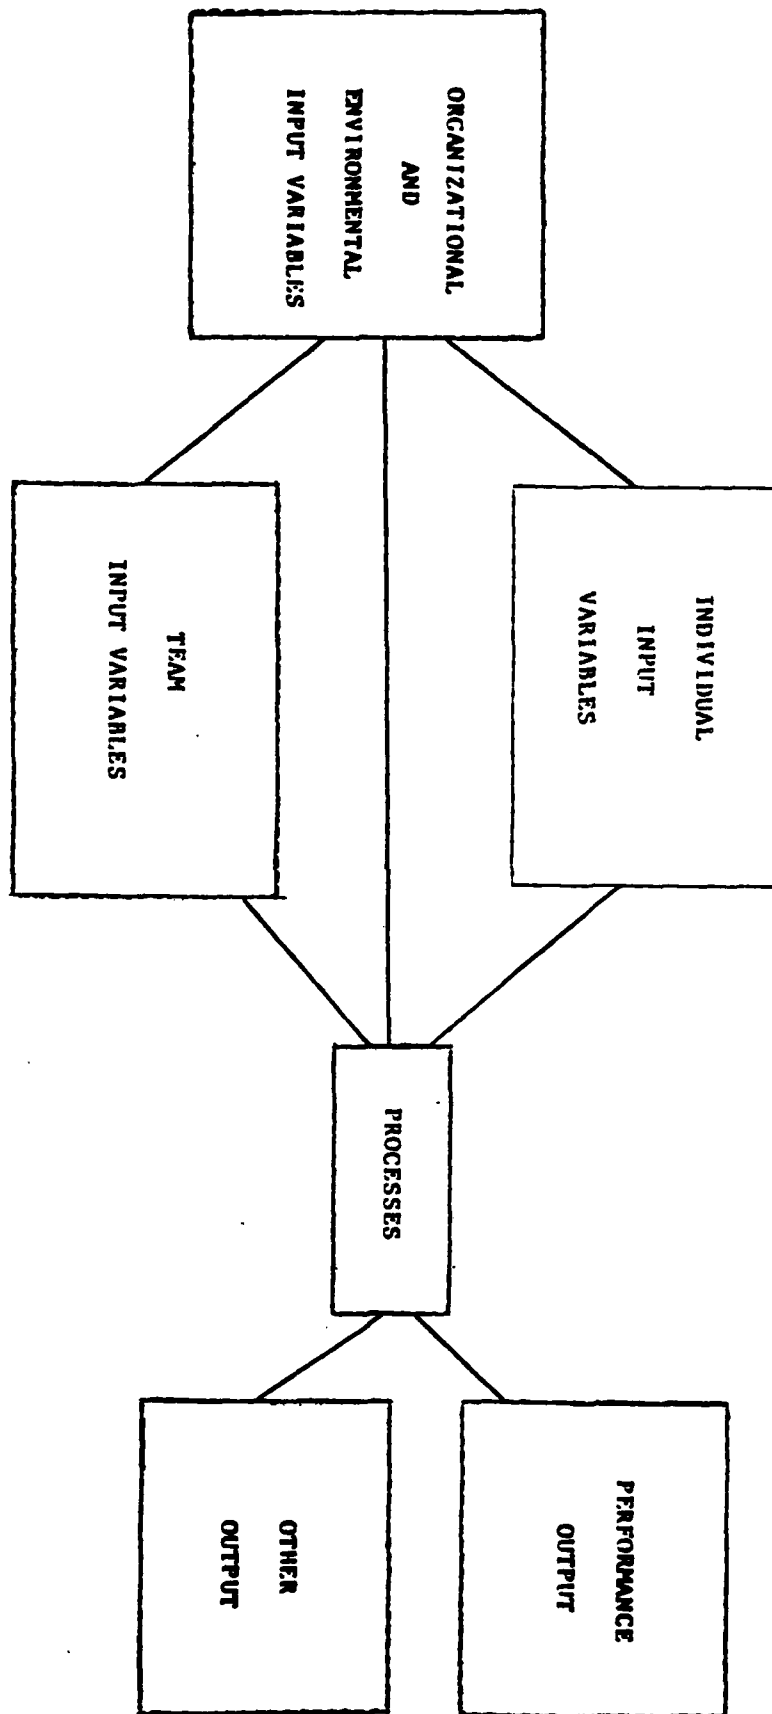 ORGANIZATIONAL
AND
ENVIRONMENTAL
INPUT VARIABLES
INDIVIDUAL
INPUT
VARIABLES
TEAM
INPUT VARIABLES
PROCESSES
PERFORMANCE
OUTPUT
OTHER
OUTPUT